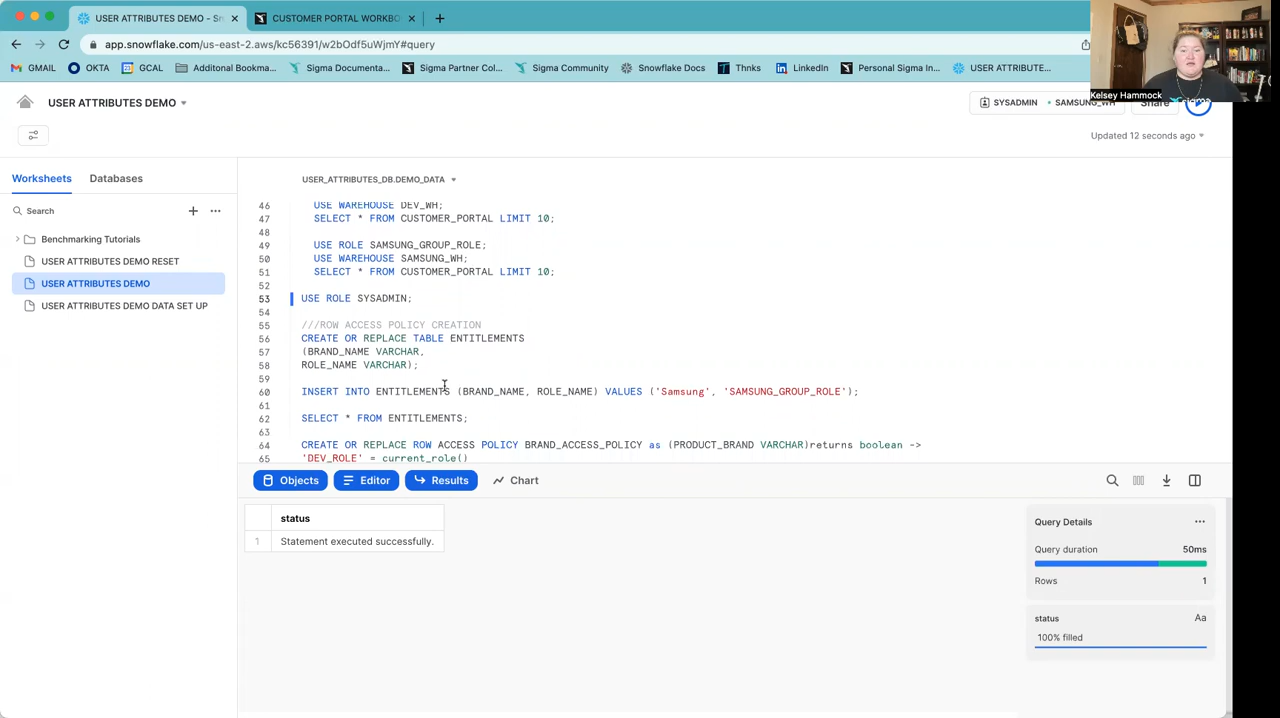 USER ATTRIBUTES DEMO - Sn
CUSTOMER PORTAL WORKBO
app.snowflake.com/us-east-2.aws/kc56391/w2bOdf5uWjmY#query
GMAIL
OKTA
GCAL
Additonal Bookma...
Sigma Documenta...
Sigma Partner Col...
Sigma Community
Snowflake Docs
Thnks
LinkedIn
Personal Sigma In...
USER ATTRIBUTE...
Kelsey Hammock
USER ATTRIBUTES DEMO
SYSADMIN
SAMSUNG_WH
Share
Updated 12 seconds ago
Worksheets
Databases
USER_ATTRIBUTES_DB.DEMO_DATA
Search
Benchmarking Tutorials
USER ATTRIBUTES DEMO RESET
USER ATTRIBUTES DEMO
USER ATTRIBUTES DEMO DATA SET UP
46 USE WAREHOUSE DEV_WH;
47 SELECT * FROM CUSTOMER_PORTAL LIMIT 10;
48
49 USE ROLE SAMSUNG_GROUP_ROLE;
50 USE WAREHOUSE SAMSUNG_WH;
51 SELECT * FROM CUSTOMER_PORTAL LIMIT 10;
52
53 USE ROLE SYSADMIN;
54
55 ///ROW ACCESS POLICY CREATION
56 CREATE OR REPLACE TABLE ENTITLEMENTS
57 (BRAND_NAME VARCHAR,
58 ROLE_NAME VARCHAR);
59
60 INSERT INTO ENTITLEMENTS (BRAND_NAME, ROLE_NAME) VALUES ('Samsung', 'SAMSUNG_GROUP_ROLE');
61
62 SELECT * FROM ENTITLEMENTS;
63
64 CREATE OR REPLACE ROW ACCESS POLICY BRAND_ACCESS_POLICY as (PRODUCT_BRAND VARCHAR)returns boolean ->
65 'DEV_ROLE' = current_role()
Objects
Editor
Results
Chart
status
1 Statement executed successfully.
Query Details
...
Query duration 50ms
Rows 1
status Aa
100% filled